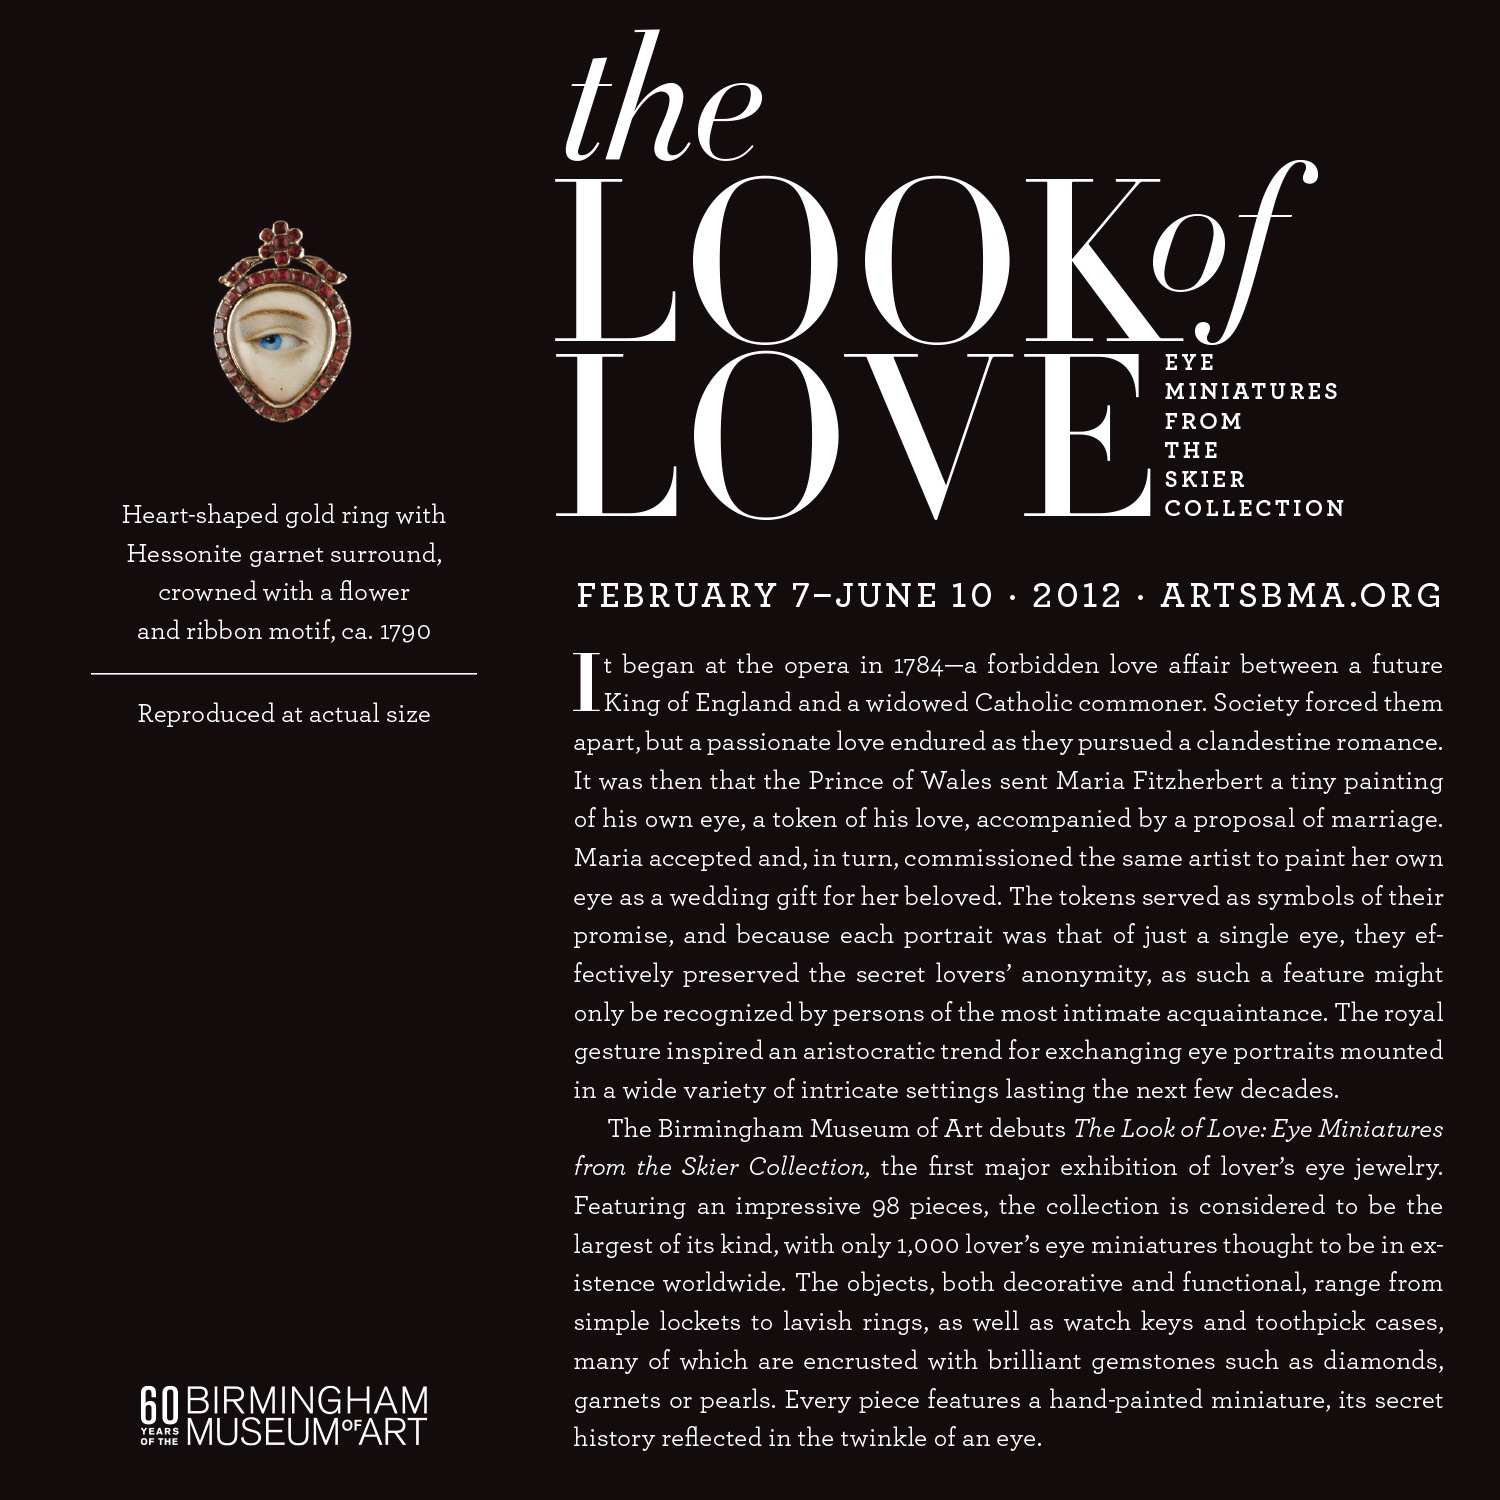 the
LOOK of
LOVE
EYE
MINIATURES
FROM
THE
SKIER
COLLECTION
Heart-shaped gold ring with
Hessonite garnet surround,
crowned with a flower
and ribbon motif, ca. 1790
Reproduced at actual size
FEBRUARY 7–JUNE 10 · 2012 · ARTSBMA.ORG
It began at the opera in 1784—a forbidden love affair between a future
King of England and a widowed Catholic commoner. Society forced them
apart, but a passionate love endured as they pursued a clandestine romance.
It was then that the Prince of Wales sent Maria Fitzherbert a tiny painting
of his own eye, a token of his love, accompanied by a proposal of marriage.
Maria accepted and, in turn, commissioned the same artist to paint her own
eye as a wedding gift for her beloved. The tokens served as symbols of their
promise, and because each portrait was that of just a single eye, they ef-
fectively preserved the secret lovers’ anonymity, as such a feature might
only be recognized by persons of the most intimate acquaintance. The royal
gesture inspired an aristocratic trend for exchanging eye portraits mounted
in a wide variety of intricate settings lasting the next few decades.
The Birmingham Museum of Art debuts The Look of Love: Eye Miniatures
from the Skier Collection, the first major exhibition of lover’s eye jewelry.
Featuring an impressive 98 pieces, the collection is considered to be the
largest of its kind, with only 1,000 lover’s eye miniatures thought to be in ex-
istence worldwide. The objects, both decorative and functional, range from
simple lockets to lavish rings, as well as watch keys and toothpick cases,
many of which are encrusted with brilliant gemstones such as diamonds,
garnets or pearls. Every piece features a hand-painted miniature, its secret
history reflected in the twinkle of an eye.
60 YEARS OF THE
BIRMINGHAM
MUSEUM OF ART